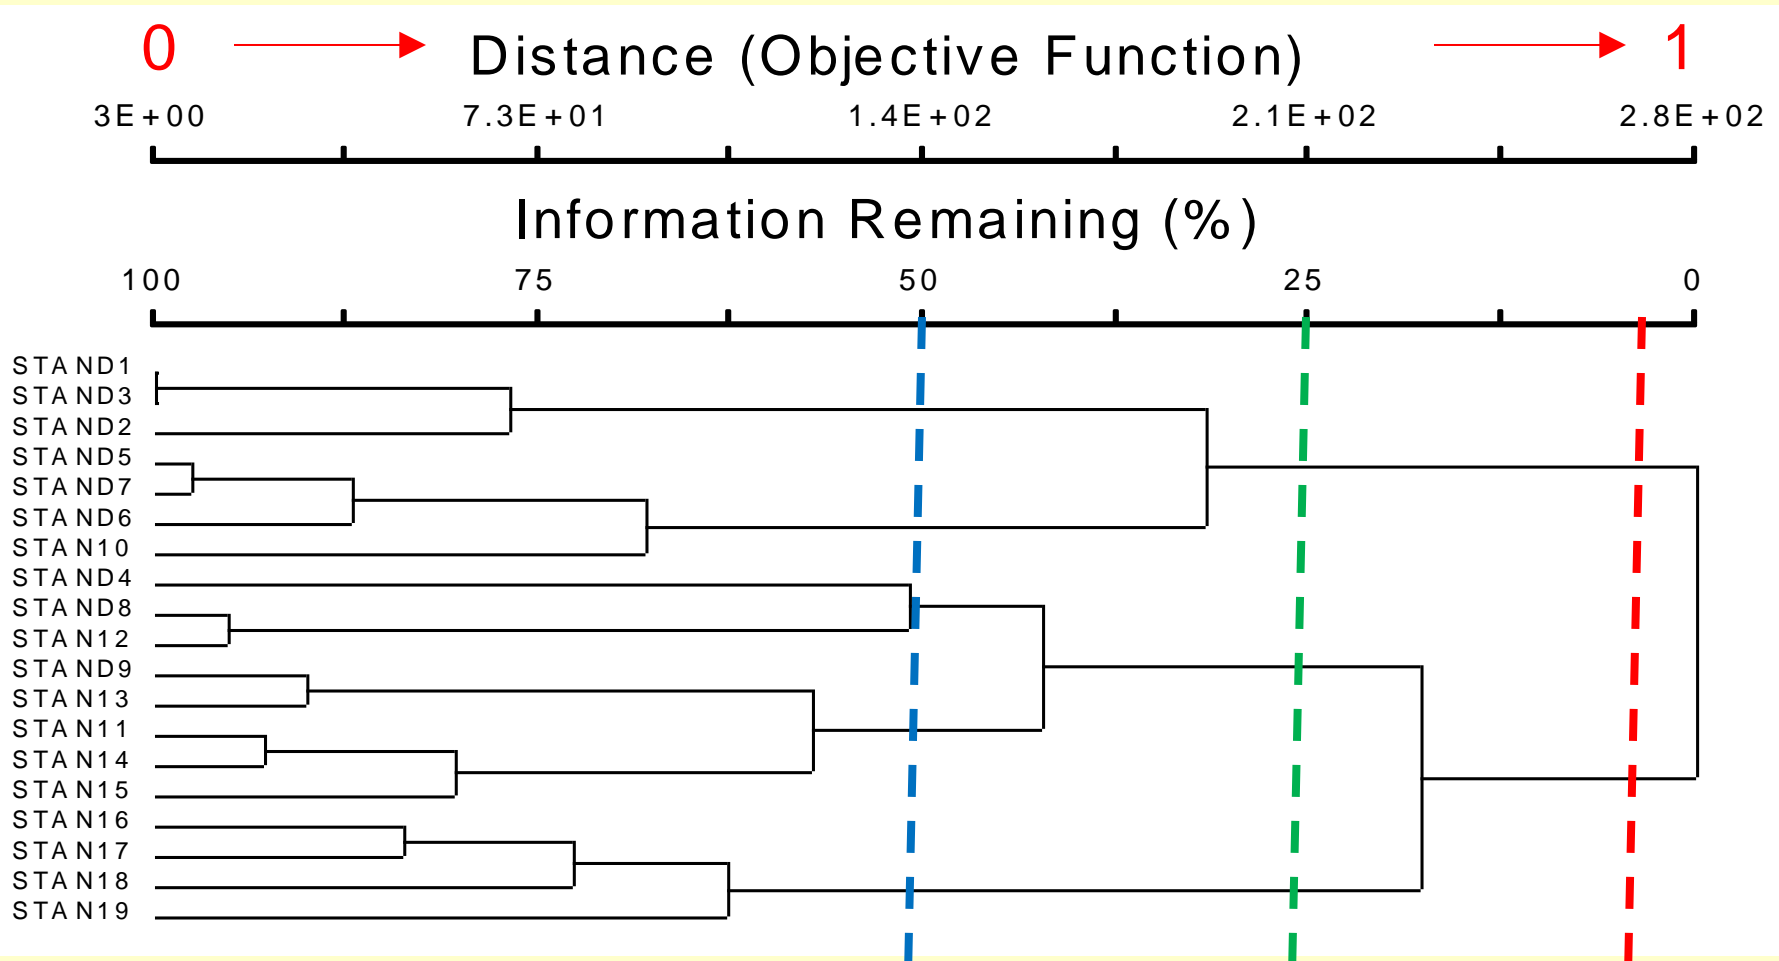 0 Distance (Objective Function) 1
3E+00 7.3E+01 1.4E+02 2.1E+02 2.8E+02
Information Remaining (%)
100 75 50 25 0
STAND1
STAND3
STAND2
STAND5
STAND7
STAND6
STAN10
STAND4
STAND8
STAN12
STAND9
STAN13
STAN11
STAN14
STAN15
STAN16
STAN17
STAN18
STAN19